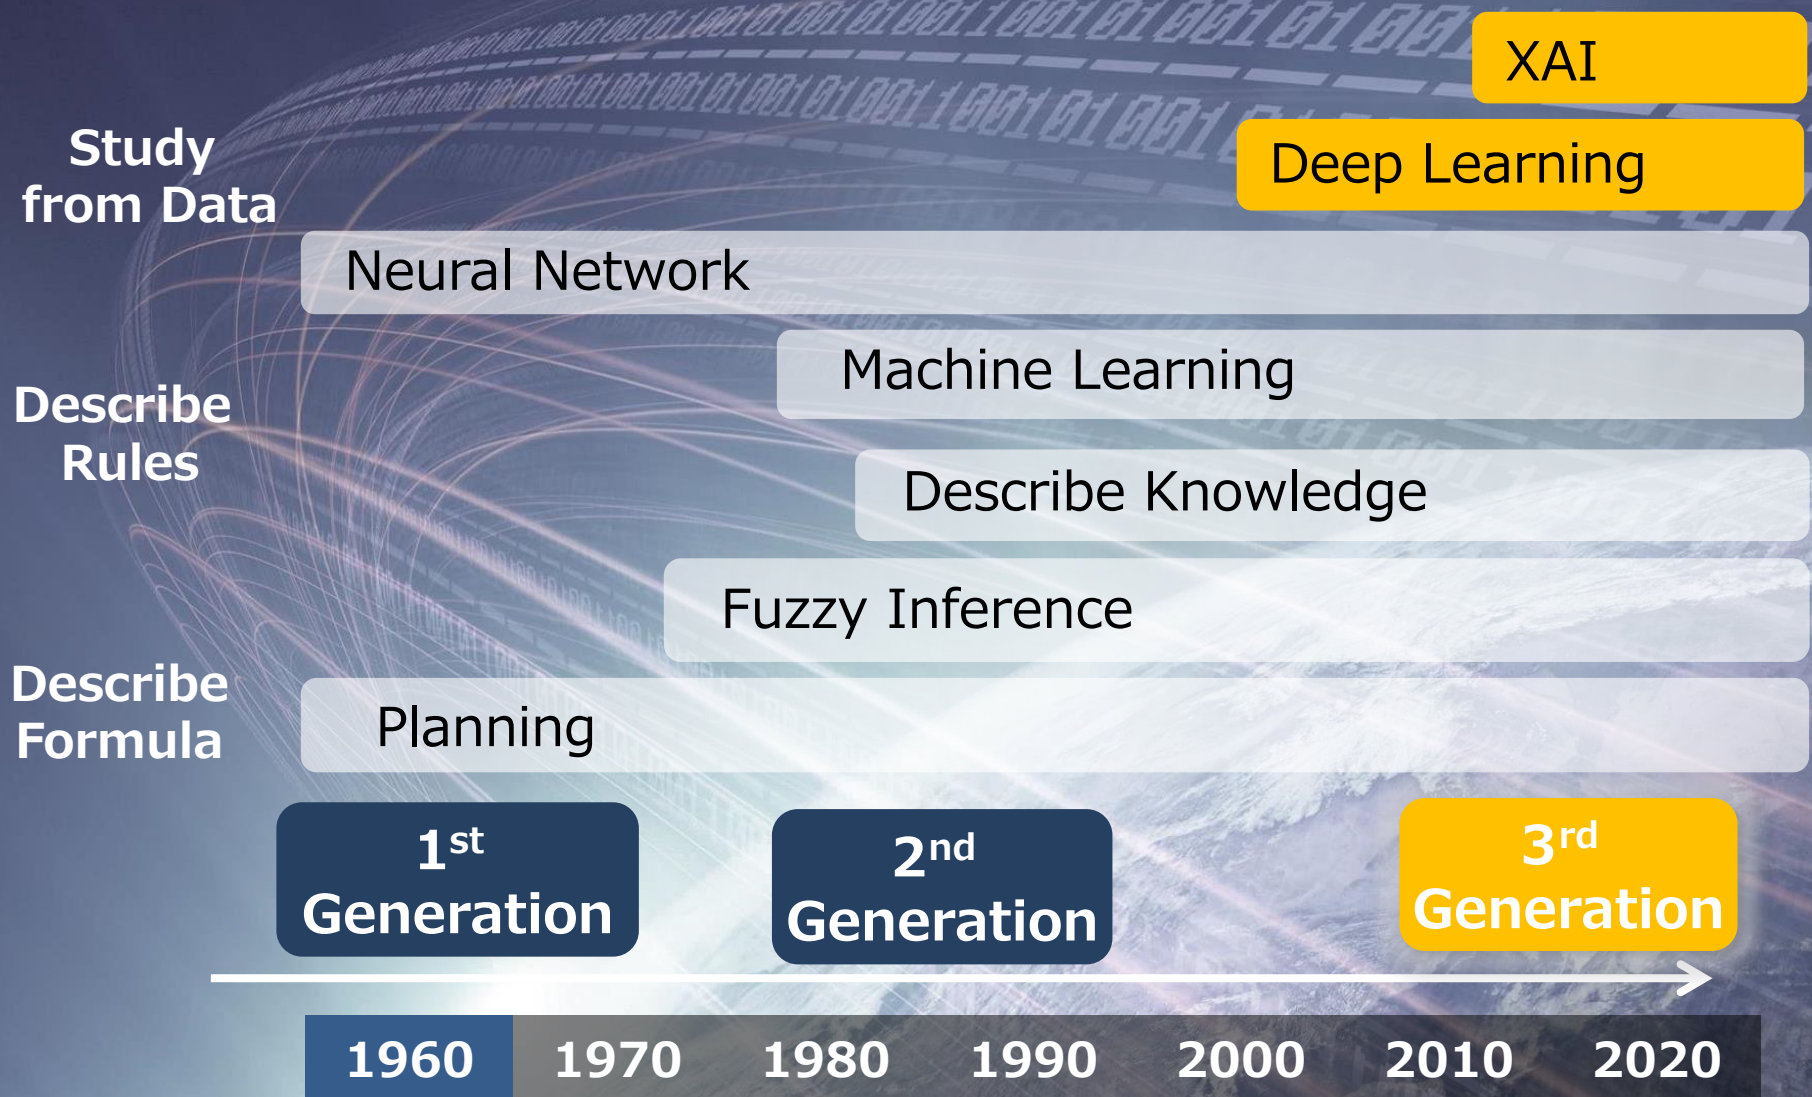 XAI
Deep Learning
Study
from Data
Neural Network
Machine Learning
Describe
Rules
Describe Knowledge
Fuzzy Inference
Describe
Formula
Planning
1st
Generation
2nd
Generation
3rd
Generation
1960 1970 1980 1990 2000 2010 2020